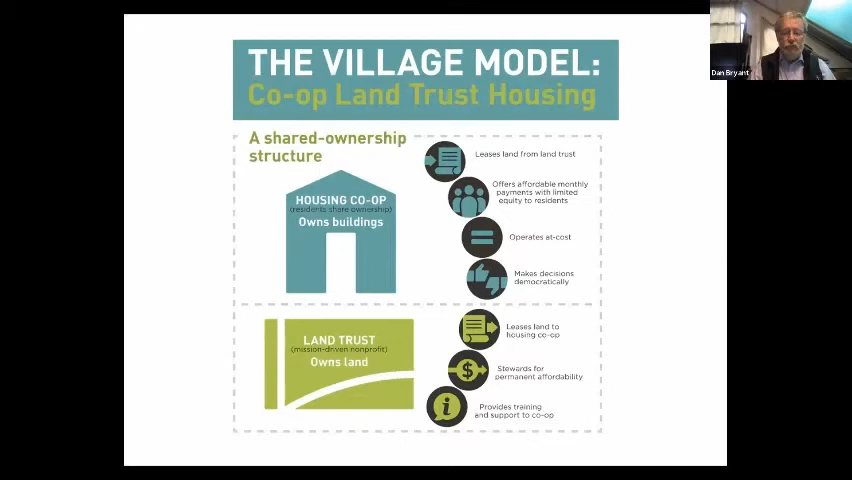 THE VILLAGE MODEL:
Co-op Land Trust Housing
A shared-ownership
structure
HOUSING CO-OP
(residents share ownership)
Owns buildings
Leases land from land trust
Offers affordable monthly
payments with limited
equity to residents
Operates at-cost
Makes decisions
democratically
LAND TRUST
(mission-driven nonprofit)
Owns land
Leases land to
housing co-op
$
Stewards for
permanent affordability
i
Provides training
and support to co-op
Dan Bryant